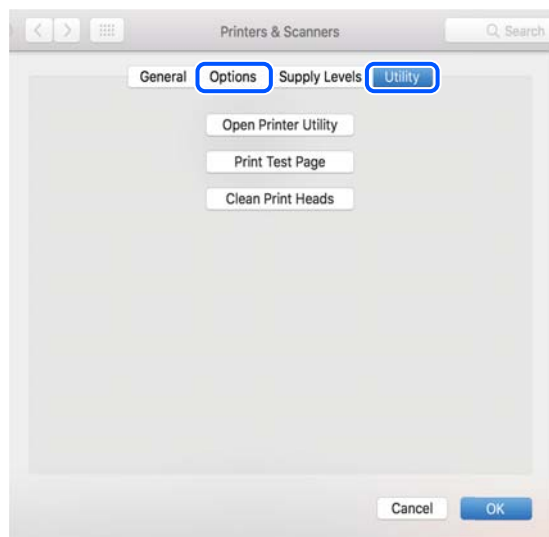 Printers & Scanners Search
General Options Supply Levels Utility
Open Printer Utility
Print Test Page
Clean Print Heads
Cancel OK